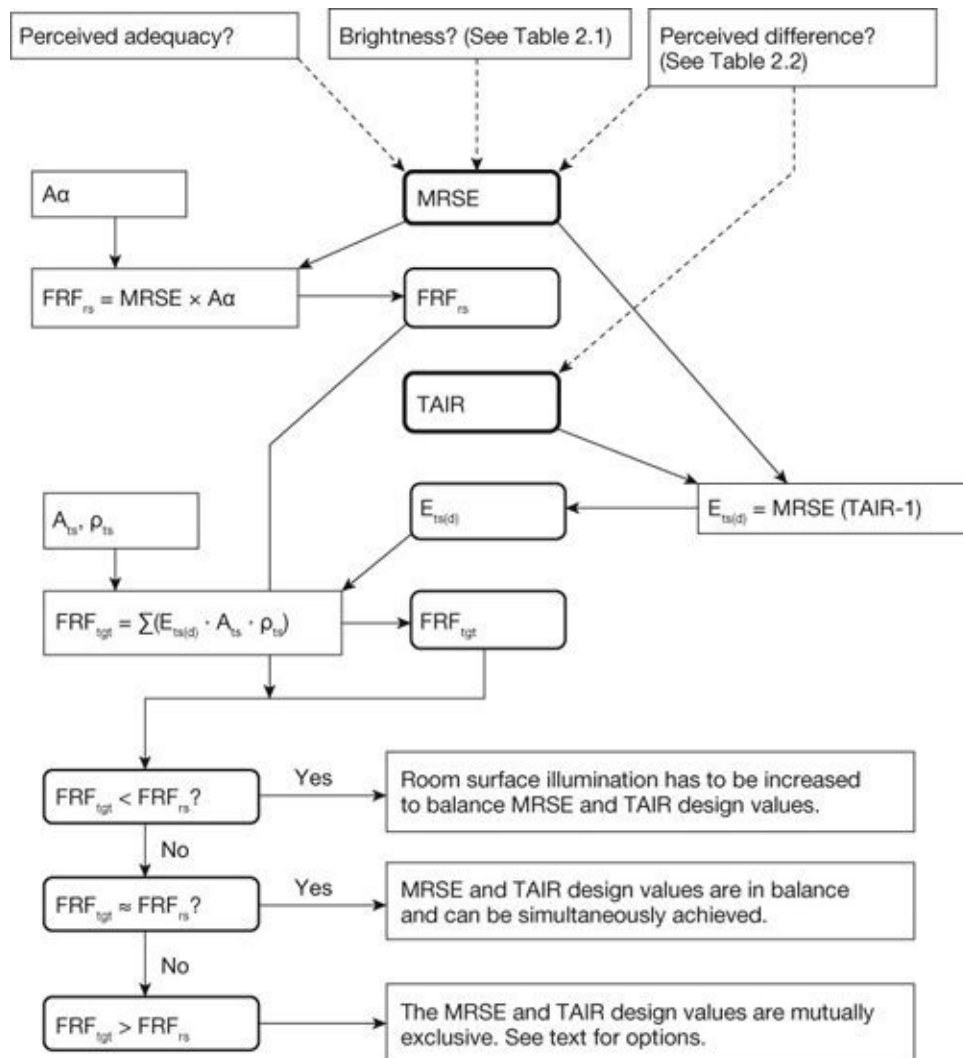 Perceived adequacy?
Brightness? (See Table 2.1)
Perceived difference?
(See Table 2.2)
Aα
MRSE
FRFrs = MRSE × Aα
FRFrs
TAIR
Ats, ρts
Ets(d)
Ets(d) = MRSE (TAIR-1)
FRFtgt = ∑(Ets(d) · Ats · ρts)
FRFtgt
FRFtgt < FRFrs?
Yes
Room surface illumination has to be increased
to balance MRSE and TAIR design values.
No
FRFtgt ≈ FRFrs?
Yes
MRSE and TAIR design values are in balance
and can be simultaneously achieved.
No
FRFtgt > FRFrs
The MRSE and TAIR design values are mutually
exclusive. See text for options.